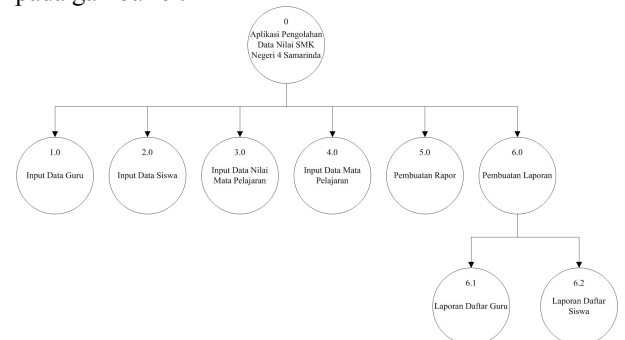 0
Aplikasi Pengolahan
Data Nilai SMK
Negeri 4 Samarinda
1.0
Input Data Guru
2.0
Input Data Siswa
3.0
Input Data Nilai
Mata Pelajaran
4.0
Input Data Mata
Pelajaran
5.0
Pembuatan Rapor
6.0
Pembuatan Laporan
6.1
Laporan Daftar Guru
6.2
Laporan Daftar
Siswa